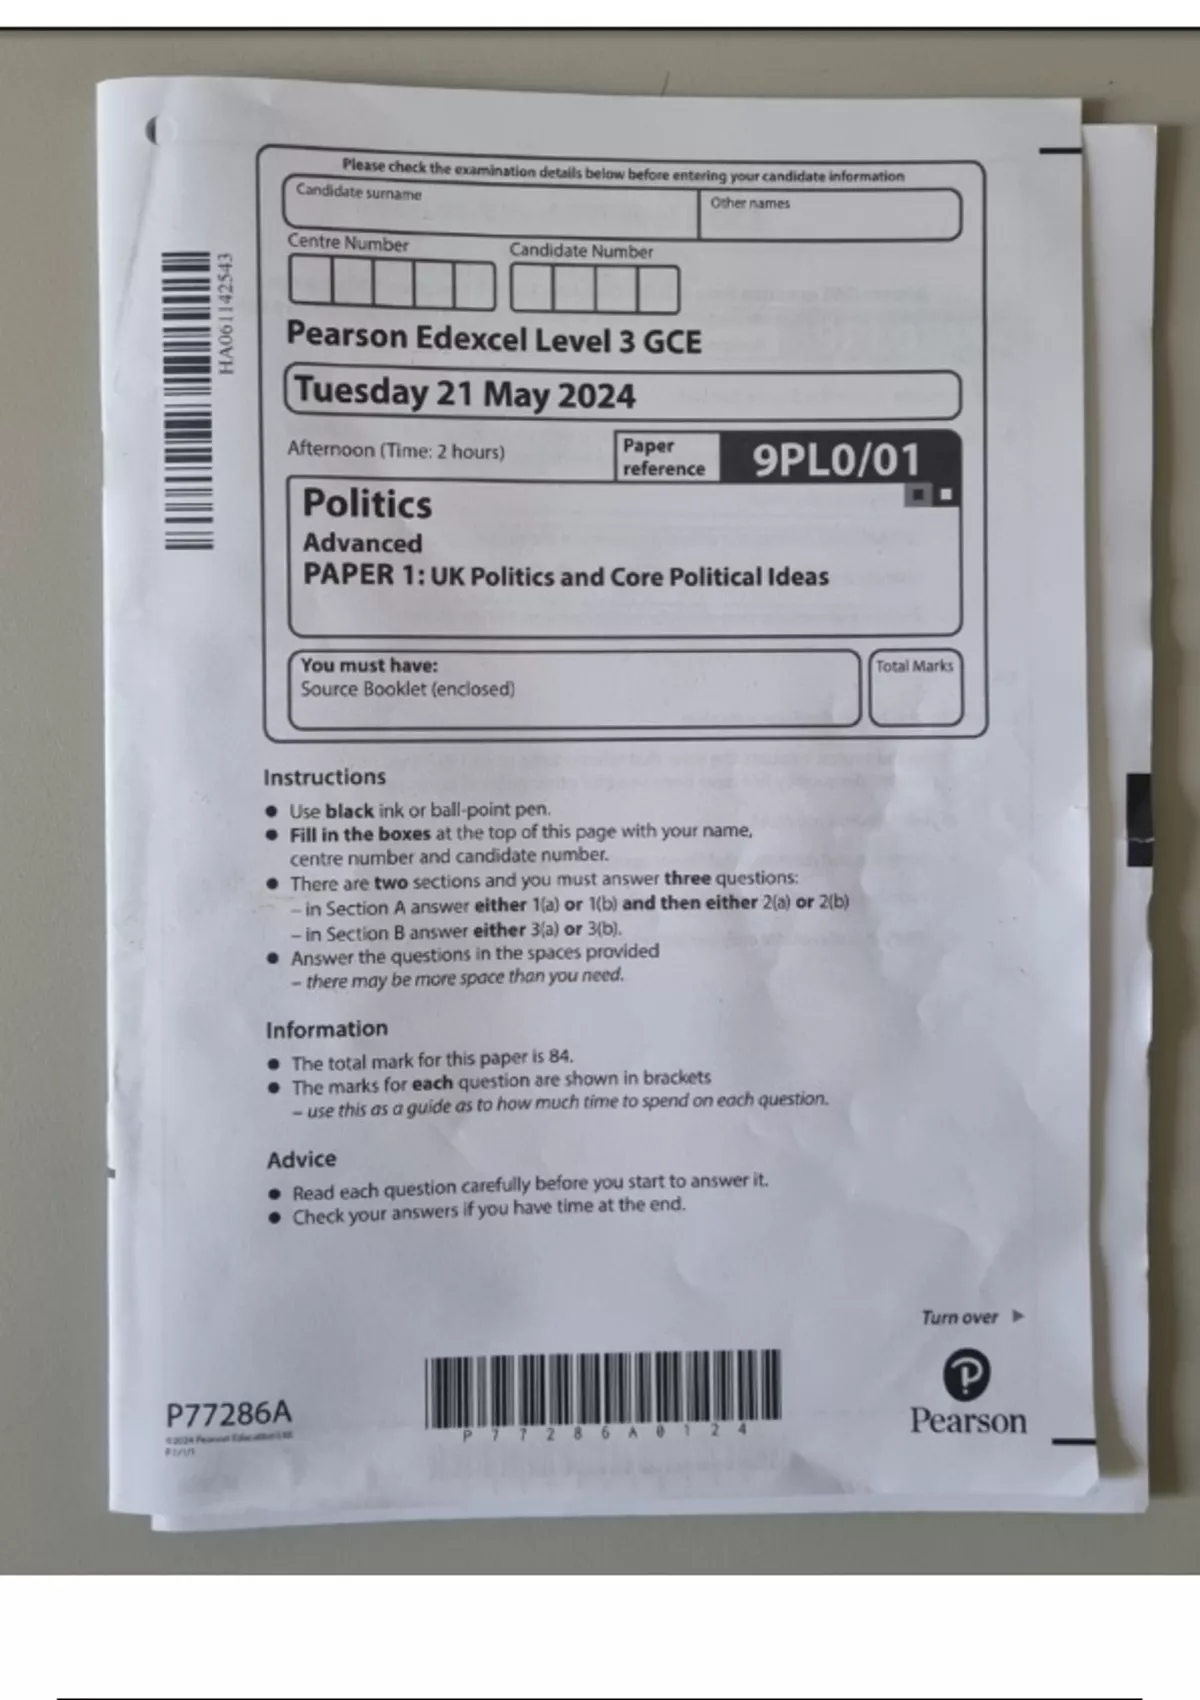 Please check the examination details below before entering your candidate information
Candidate surname
Other names
Centre Number
Candidate Number
HA061142543
Pearson Edexcel Level 3 GCE
Tuesday 21 May 2024
Afternoon (Time: 2 hours)
Paper reference
9PL0/01
Politics
Advanced
PAPER 1: UK Politics and Core Political Ideas
You must have:
Source Booklet (enclosed)
Total Marks
Instructions
● Use black ink or ball-point pen.
● Fill in the boxes at the top of this page with your name,
centre number and candidate number.
● There are two sections and you must answer three questions:
– in Section A answer either 1(a) or 1(b) and then either 2(a) or 2(b)
– in Section B answer either 3(a) or 3(b).
● Answer the questions in the spaces provided
– there may be more space than you need.
Information
● The total mark for this paper is 84.
● The marks for each question are shown in brackets
– use this as a guide as to how much time to spend on each question.
Advice
● Read each question carefully before you start to answer it.
● Check your answers if you have time at the end.
Turn over
P77286A
©2024 Pearson Education Ltd.
P77286A0124
Pearson